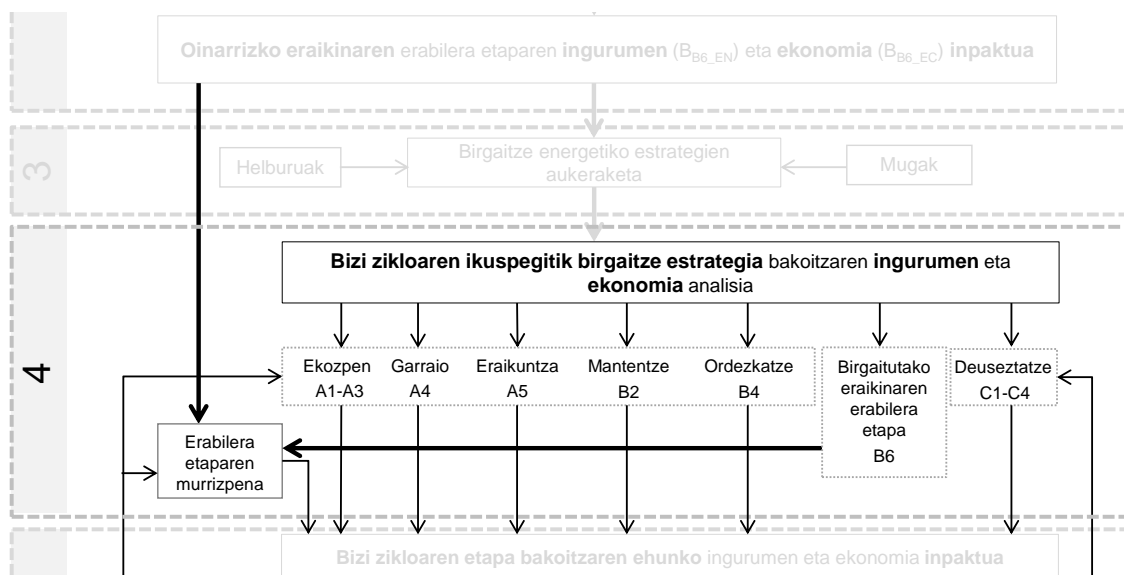 Oinarrizko eraikinaren erabilera etaparen ingurumen (B_B6_EN) eta ekonomia (B_B6_EC) inpaktua
3
Helburuak
Birgaitze energetiko estrategien
aukeraketa
Mugak
4
Bizi zikloaren ikuspegitik birgaitze estrategia bakoitzaren ingurumen eta
ekonomia analisia
Ekozpen
A1-A3
Garraio
A4
Eraikuntza
A5
Mantentze
B2
Ordezkatze
B4
Birgaitutako
eraikinaren
erabilera
etapa
B6
Deuseztatze
C1-C4
Erabilera
etaparen
murrizpena
Bizi zikloaren etapa bakoitzaren ehunko ingurumen eta ekonomia inpaktua